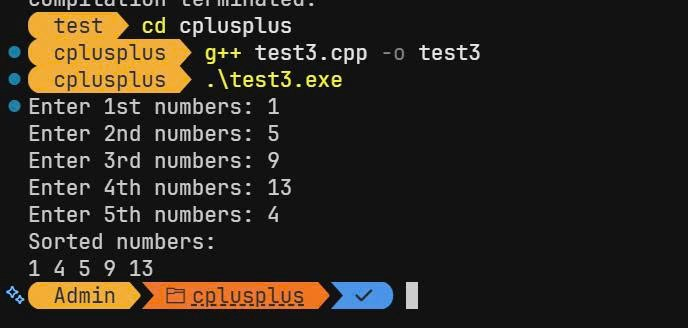 compilation terminated.
test cd cplusplus
cplusplus g++ test3.cpp -o test3
cplusplus .\test3.exe
Enter 1st numbers: 1
Enter 2nd numbers: 5
Enter 3rd numbers: 9
Enter 4th numbers: 13
Enter 5th numbers: 4
Sorted numbers:
1 4 5 9 13
Admin cplusplus ✓